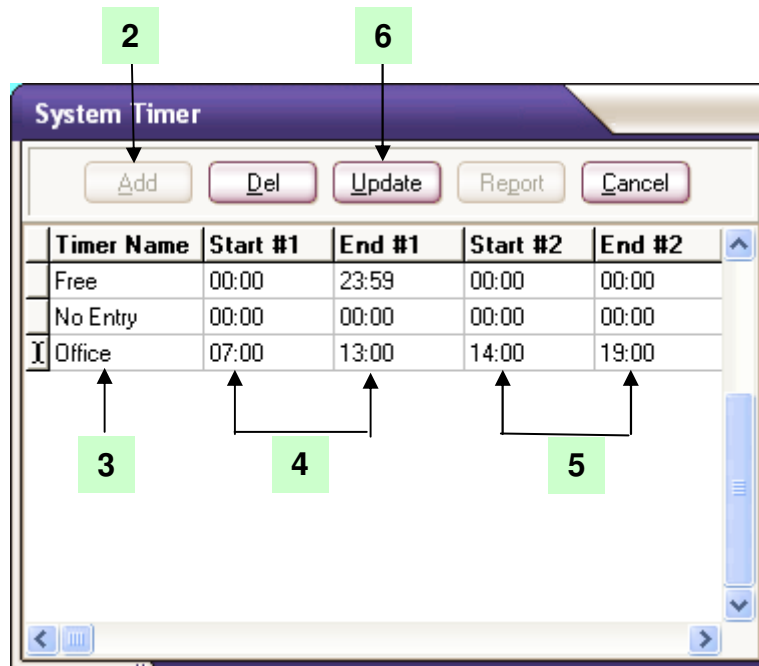 2 6
System Timer
Add Del Update Report Cancel
Timer Name Start #1 End #1 Start #2 End #2
Free 00:00 23:59 00:00 00:00
No Entry 00:00 00:00 00:00 00:00
Office 07:00 13:00 14:00 19:00
3 4 5